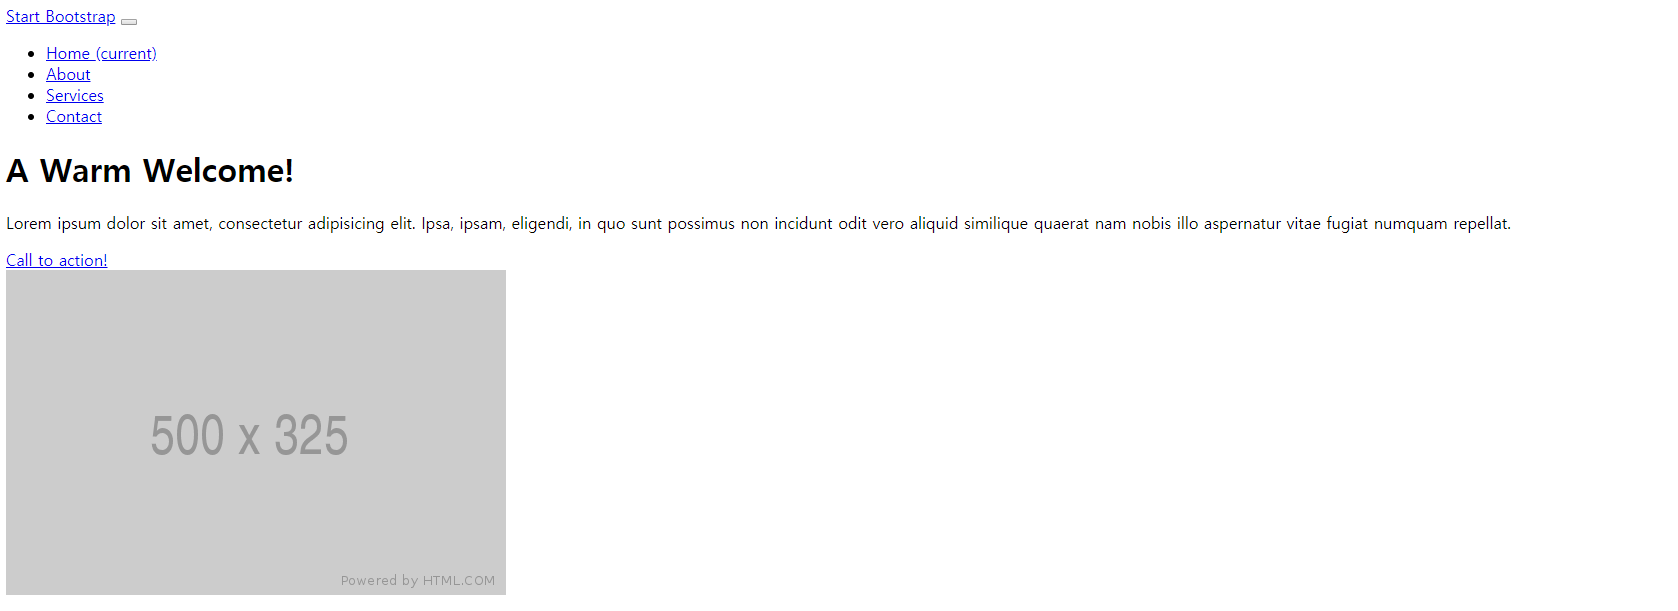 Start Bootstrap
Home (current)
About
Services
Contact
A Warm Welcome!
Lorem ipsum dolor sit amet, consectetur adipisicing elit. Ipsa, ipsam, eligendi, in quo sunt possimus non incidunt odit vero aliquid similique quaerat nam nobis illo aspernatur vitae fugiat numquam repellat.
Call to action!
500 x 325
Powered by HTML.COM